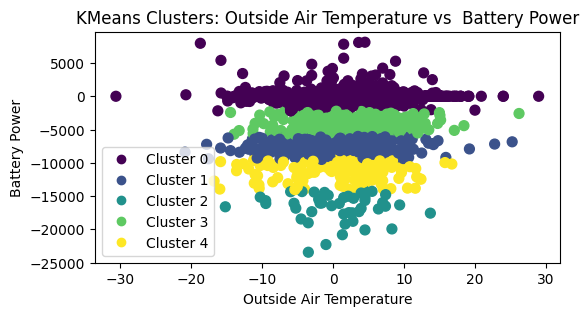 KMeans Clusters: Outside Air Temperature vs  Battery Power
Battery Power
5000
0
−5000
−10000
−15000
−20000
−25000
Cluster 0
Cluster 1
Cluster 2
Cluster 3
Cluster 4
−30 −20 −10 0 10 20 30
Outside Air Temperature